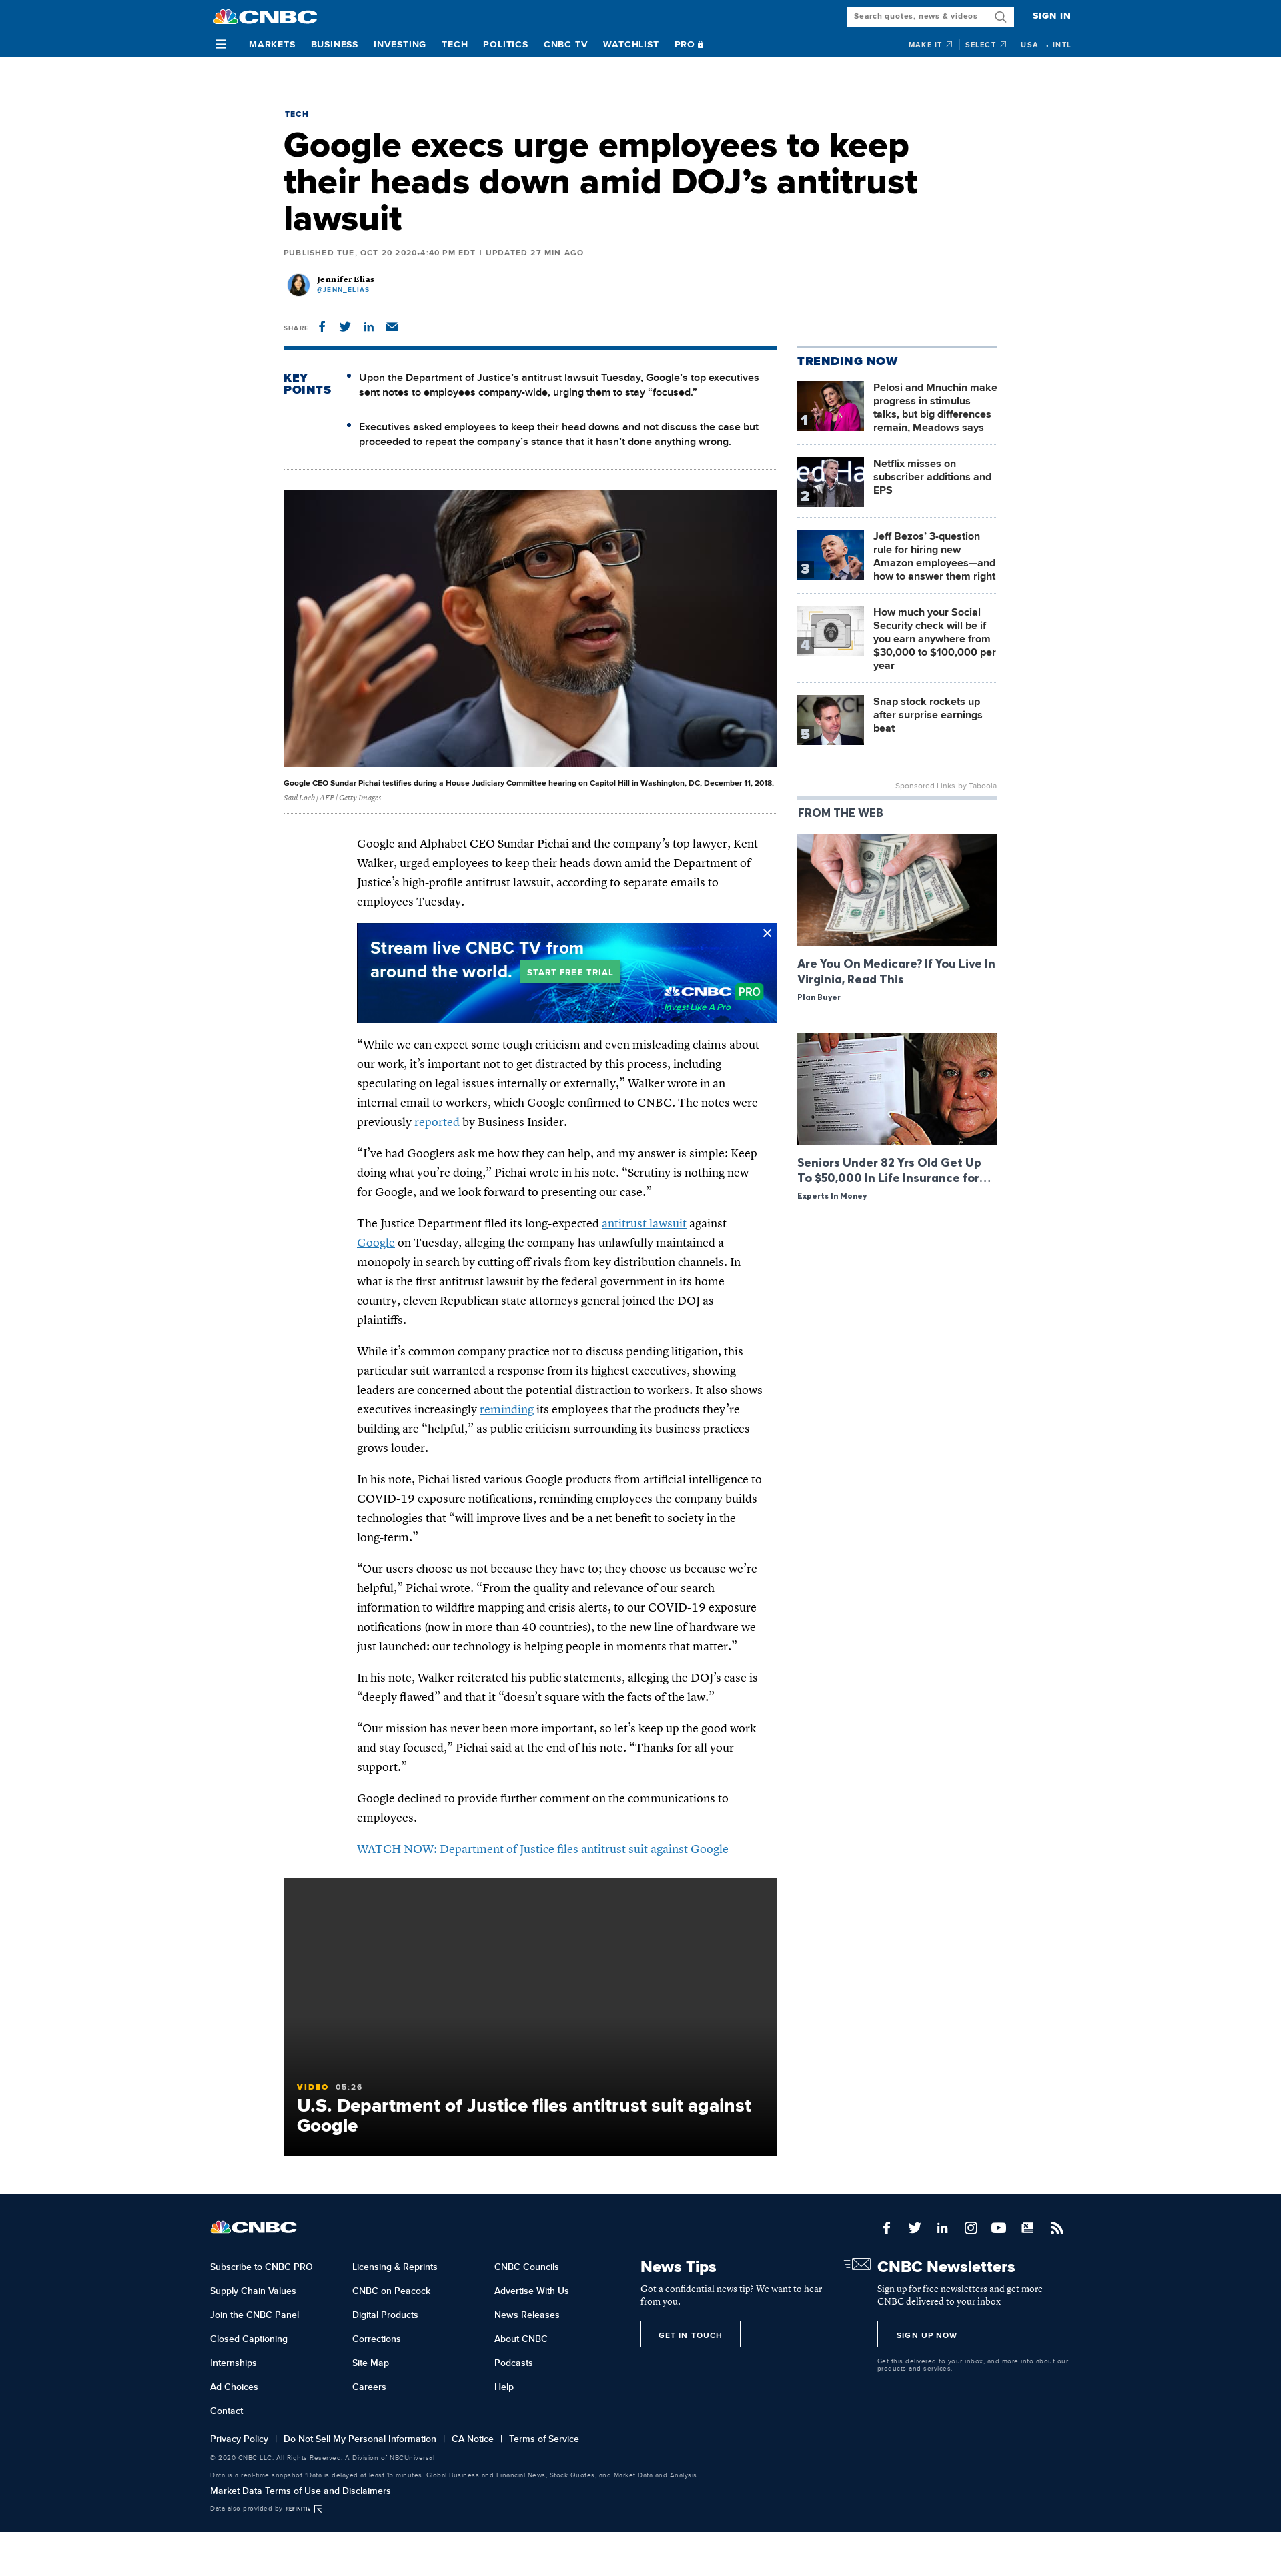 CNBC
Search quotes, news & videos
SIGN IN
MARKETS BUSINESS INVESTING TECH POLITICS CNBC TV WATCHLIST PRO
MAKE IT SELECT USA • INTL
TECH
Google execs urge employees to keep
their heads down amid DOJ’s antitrust
lawsuit
PUBLISHED TUE, OCT 20 2020•4:40 PM EDT | UPDATED 27 MIN AGO
Jennifer Elias
@JENN_ELIAS
SHARE
KEY
POINTS
• Upon the Department of Justice’s antitrust lawsuit Tuesday, Google’s top executives
sent notes to employees company-wide, urging them to stay “focused.”
• Executives asked employees to keep their head downs and not discuss the case but
proceeded to repeat the company’s stance that it hasn’t done anything wrong.
Google CEO Sundar Pichai testifies during a House Judiciary Committee hearing on Capitol Hill in Washington, DC, December 11, 2018.
Saul Loeb | AFP | Getty Images
Google and Alphabet CEO Sundar Pichai and the company’s top lawyer, Kent
Walker, urged employees to keep their heads down amid the Department of
Justice’s high-profile antitrust lawsuit, according to separate emails to
employees Tuesday.
Stream live CNBC TV from
around the world. START FREE TRIAL
CNBC PRO
Invest Like A Pro
“While we can expect some tough criticism and even misleading claims about
our work, it’s important not to get distracted by this process, including
speculating on legal issues internally or externally,” Walker wrote in an
internal email to workers, which Google confirmed to CNBC. The notes were
previously reported by Business Insider.
“I’ve had Googlers ask me how they can help, and my answer is simple: Keep
doing what you’re doing,” Pichai wrote in his note. “Scrutiny is nothing new
for Google, and we look forward to presenting our case.”
The Justice Department filed its long-expected antitrust lawsuit against
Google on Tuesday, alleging the company has unlawfully maintained a
monopoly in search by cutting off rivals from key distribution channels. In
what is the first antitrust lawsuit by the federal government in its home
country, eleven Republican state attorneys general joined the DOJ as
plaintiffs.
While it’s common company practice not to discuss pending litigation, this
particular suit warranted a response from its highest executives, showing
leaders are concerned about the potential distraction to workers. It also shows
executives increasingly reminding its employees that the products they’re
building are “helpful,” as public criticism surrounding its business practices
grows louder.
In his note, Pichai listed various Google products from artificial intelligence to
COVID-19 exposure notifications, reminding employees the company builds
technologies that “will improve lives and be a net benefit to society in the
long-term.”
“Our users choose us not because they have to; they choose us because we’re
helpful,” Pichai wrote. “From the quality and relevance of our search
information to wildfire mapping and crisis alerts, to our COVID-19 exposure
notifications (now in more than 40 countries), to the new line of hardware we
just launched: our technology is helping people in moments that matter.”
In his note, Walker reiterated his public statements, alleging the DOJ’s case is
“deeply flawed” and that it “doesn’t square with the facts of the law.”
“Our mission has never been more important, so let’s keep up the good work
and stay focused,” Pichai said at the end of his note. “Thanks for all your
support.”
Google declined to provide further comment on the communications to
employees.
WATCH NOW: Department of Justice files antitrust suit against Google
VIDEO 05:26
U.S. Department of Justice files antitrust suit against
Google
TRENDING NOW
1
Pelosi and Mnuchin make
progress in stimulus
talks, but big differences
remain, Meadows says
ed Ha
2
Netflix misses on
subscriber additions and
EPS
3
Jeff Bezos’ 3-question
rule for hiring new
Amazon employees—and
how to answer them right
4
How much your Social
Security check will be if
you earn anywhere from
$30,000 to $100,000 per
year
5
Snap stock rockets up
after surprise earnings
beat
Sponsored Links by Taboola
FROM THE WEB
Are You On Medicare? If You Live In
Virginia, Read This
Plan Buyer
Seniors Under 82 Yrs Old Get Up
To $50,000 In Life Insurance for…
Experts In Money
CNBC
Subscribe to CNBC PRO
Supply Chain Values
Join the CNBC Panel
Closed Captioning
Internships
Ad Choices
Contact
Licensing & Reprints
CNBC on Peacock
Digital Products
Corrections
Site Map
Careers
CNBC Councils
Advertise With Us
News Releases
About CNBC
Podcasts
Help
News Tips
Got a confidential news tip? We want to hear
from you.
GET IN TOUCH
CNBC Newsletters
Sign up for free newsletters and get more
CNBC delivered to your inbox
SIGN UP NOW
Get this delivered to your inbox, and more info about our
products and services.
Privacy Policy | Do Not Sell My Personal Information | CA Notice | Terms of Service
© 2020 CNBC LLC. All Rights Reserved. A Division of NBCUniversal
Data is a real-time snapshot *Data is delayed at least 15 minutes. Global Business and Financial News, Stock Quotes, and Market Data and Analysis.
Market Data Terms of Use and Disclaimers
Data also provided by REFINITIV